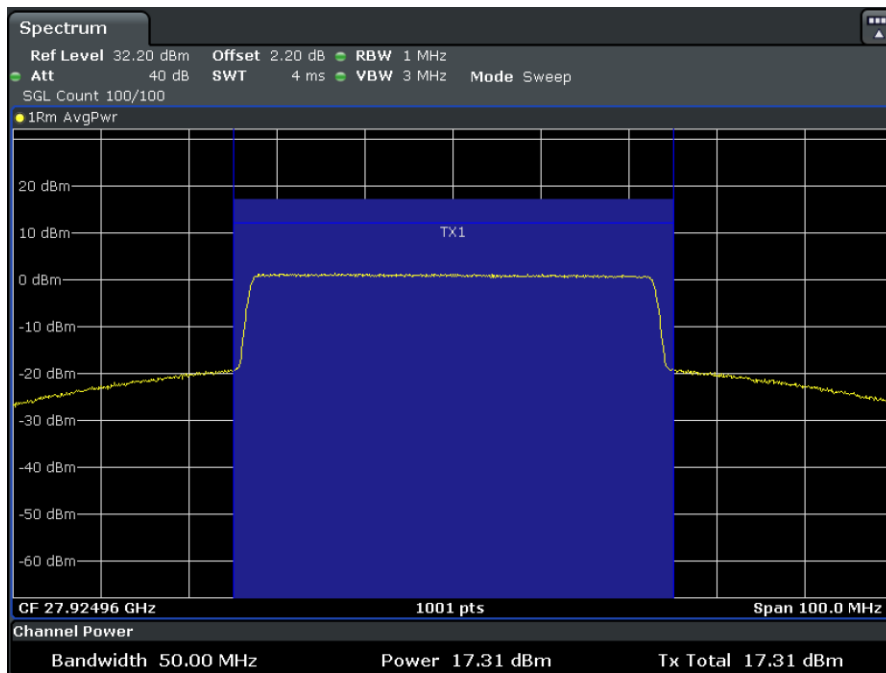 Spectrum
Ref Level 32.20 dBm Offset 2.20 dB RBW 1 MHz
Att 40 dB SWT 4 ms VBW 3 MHz Mode Sweep
SGL Count 100/100
1Rm AvgPwr
20 dBm
TX1
10 dBm
0 dBm
-10 dBm
-20 dBm
-30 dBm
-40 dBm
-50 dBm
-60 dBm
CF 27.92496 GHz 1001 pts Span 100.0 MHz
Channel Power
Bandwidth 50.00 MHz Power 17.31 dBm Tx Total 17.31 dBm